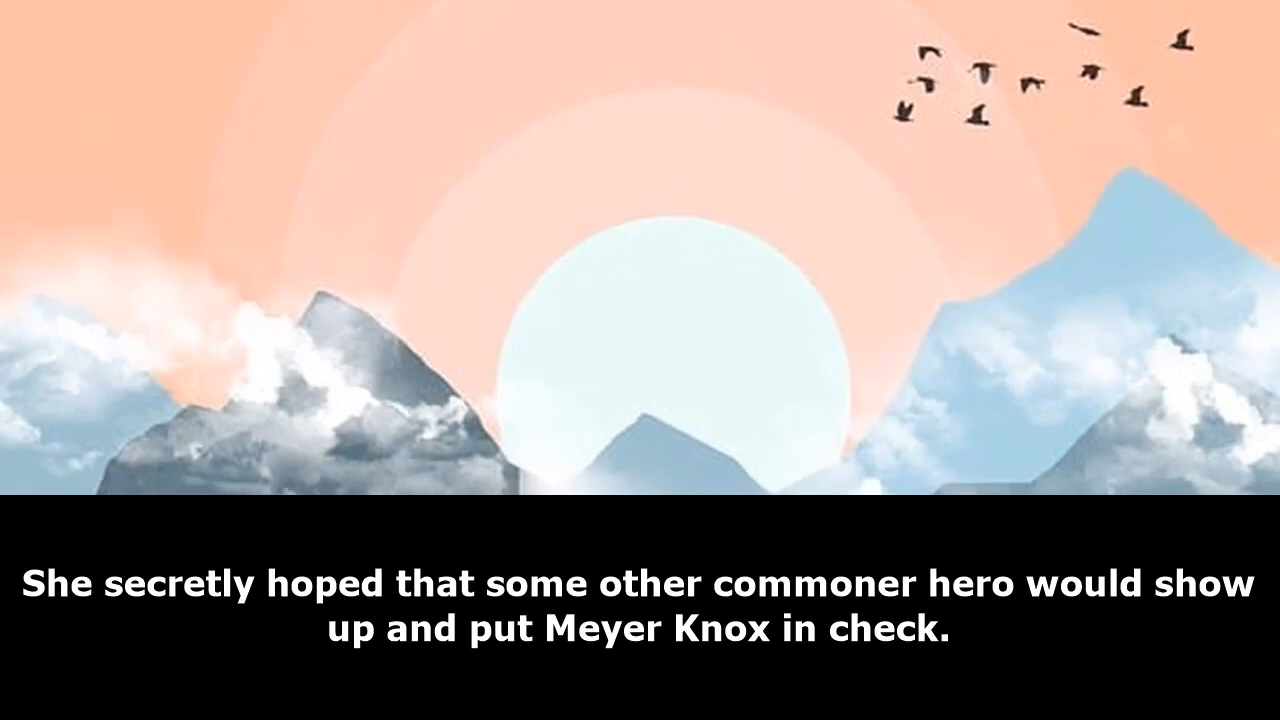 She secretly hoped that some other commoner hero would show
up and put Meyer Knox in check.